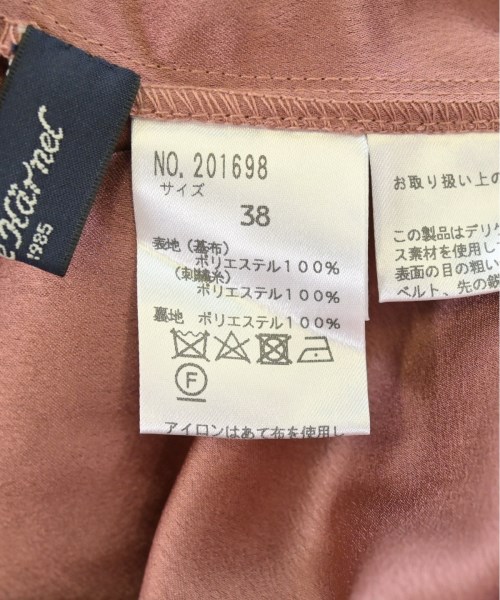 Härnel
1985
NO. 201698
サイズ
38
表地(基布)
ポリエステル100%
(刺繍糸)
ポリエステル100%
裏地 ポリエステル100%
F
アイロンはあて布を使用し
お取り扱い上の
この製品はデリケ
ス素材を使用し
表面の目の粗い
ベルト、先の鋭